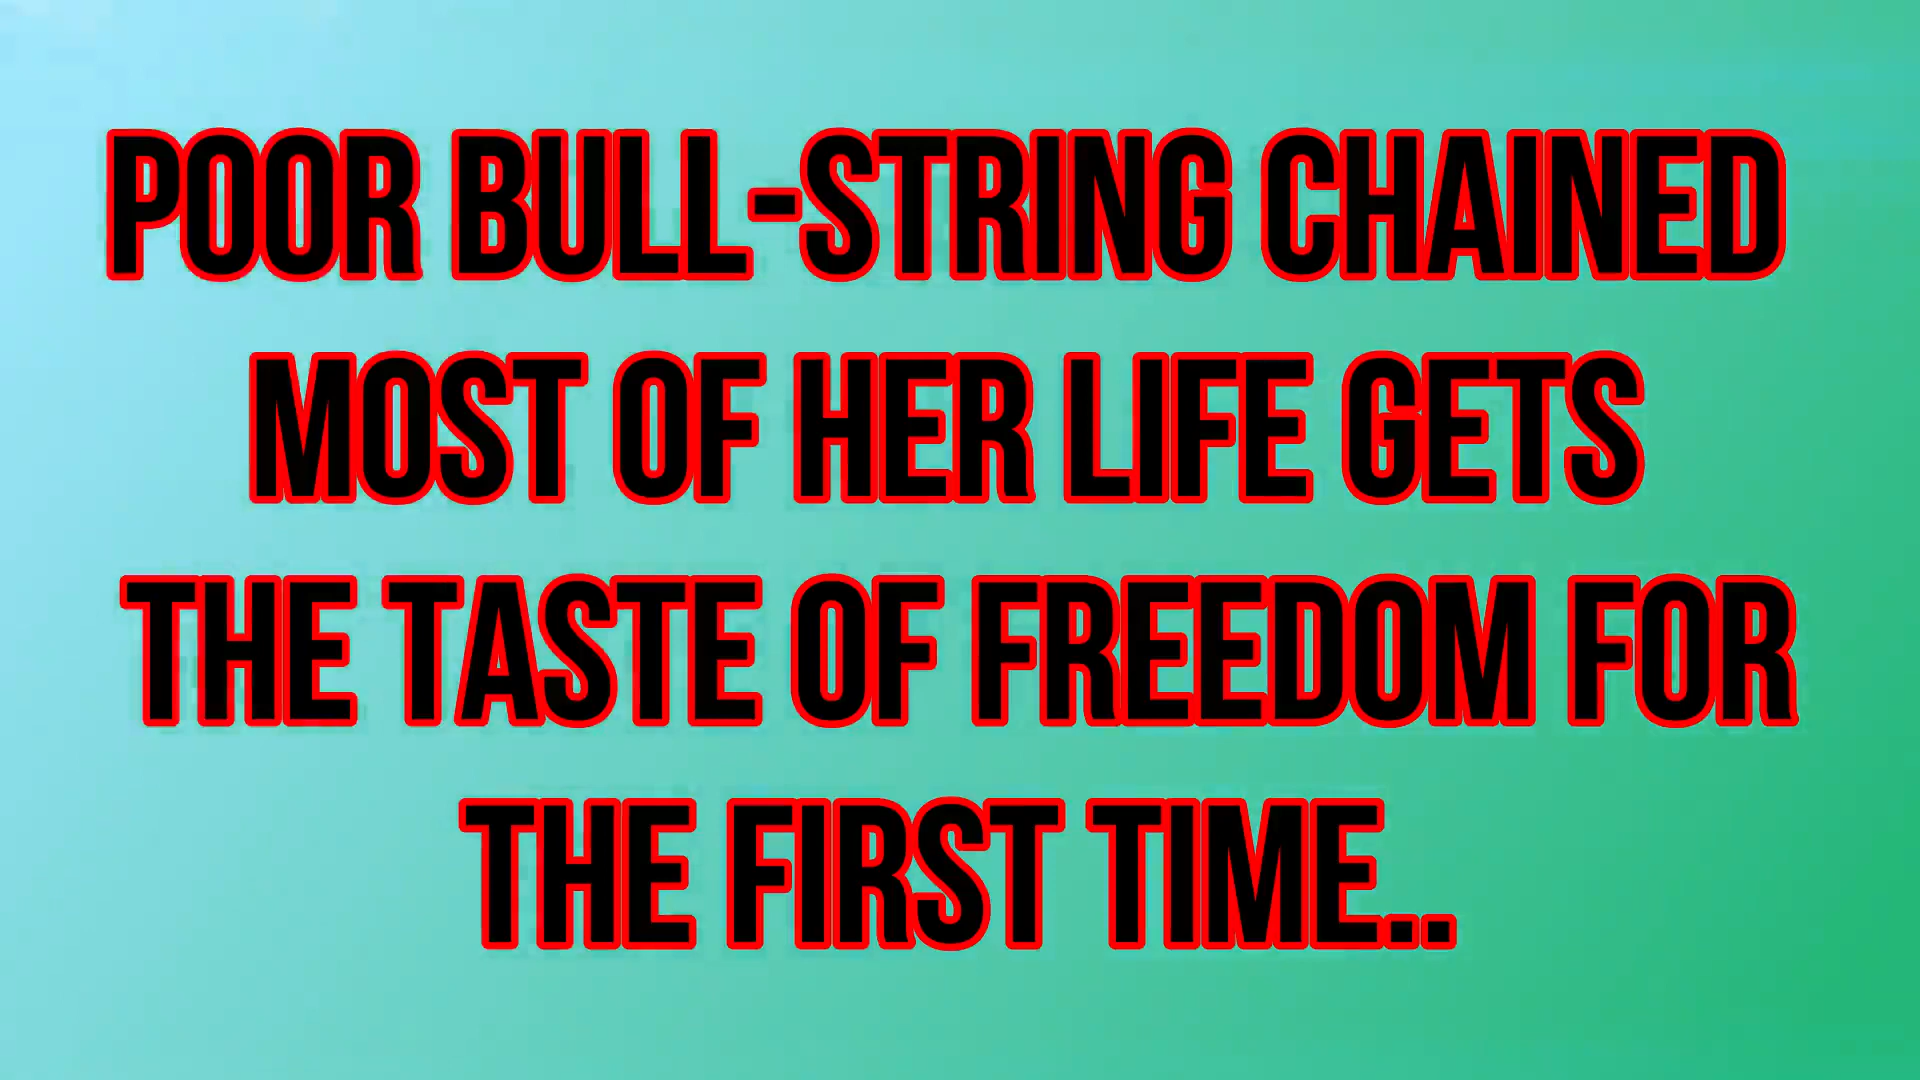 POOR BULL-STRING CHAINED
MOST OF HER LIFE GETS
THE TASTE OF FREEDOM FOR
THE FIRST TIME..